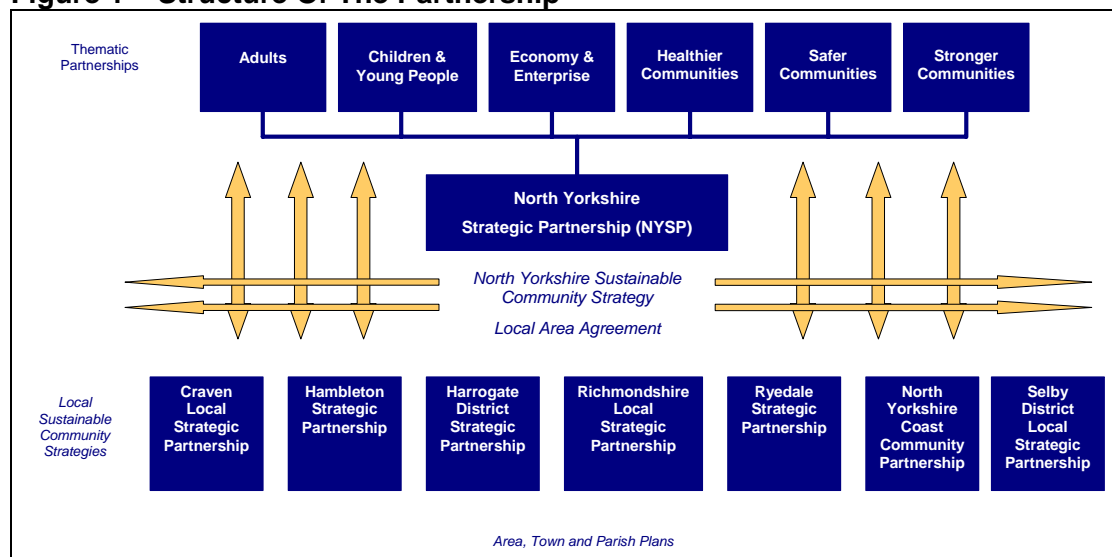 Figure 1 – Structure Of The Partnership
Thematic
Partnerships
Adults
Children &
Young People
Economy &
Enterprise
Healthier
Communities
Safer
Communities
Stronger
Communities
North Yorkshire
Strategic Partnership (NYSP)
North Yorkshire Sustainable
Community Strategy
Local Area Agreement
Local
Sustainable
Community
Strategies
Craven
Local
Strategic
Partnership
Hambleton
Strategic
Partnership
Harrogate
District
Strategic
Partnership
Richmondshire
Local
Strategic
Partnership
Ryedale
Strategic
Partnership
North
Yorkshire
Coast
Community
Partnership
Selby
District
Local
Strategic
Partnership
Area, Town and Parish Plans